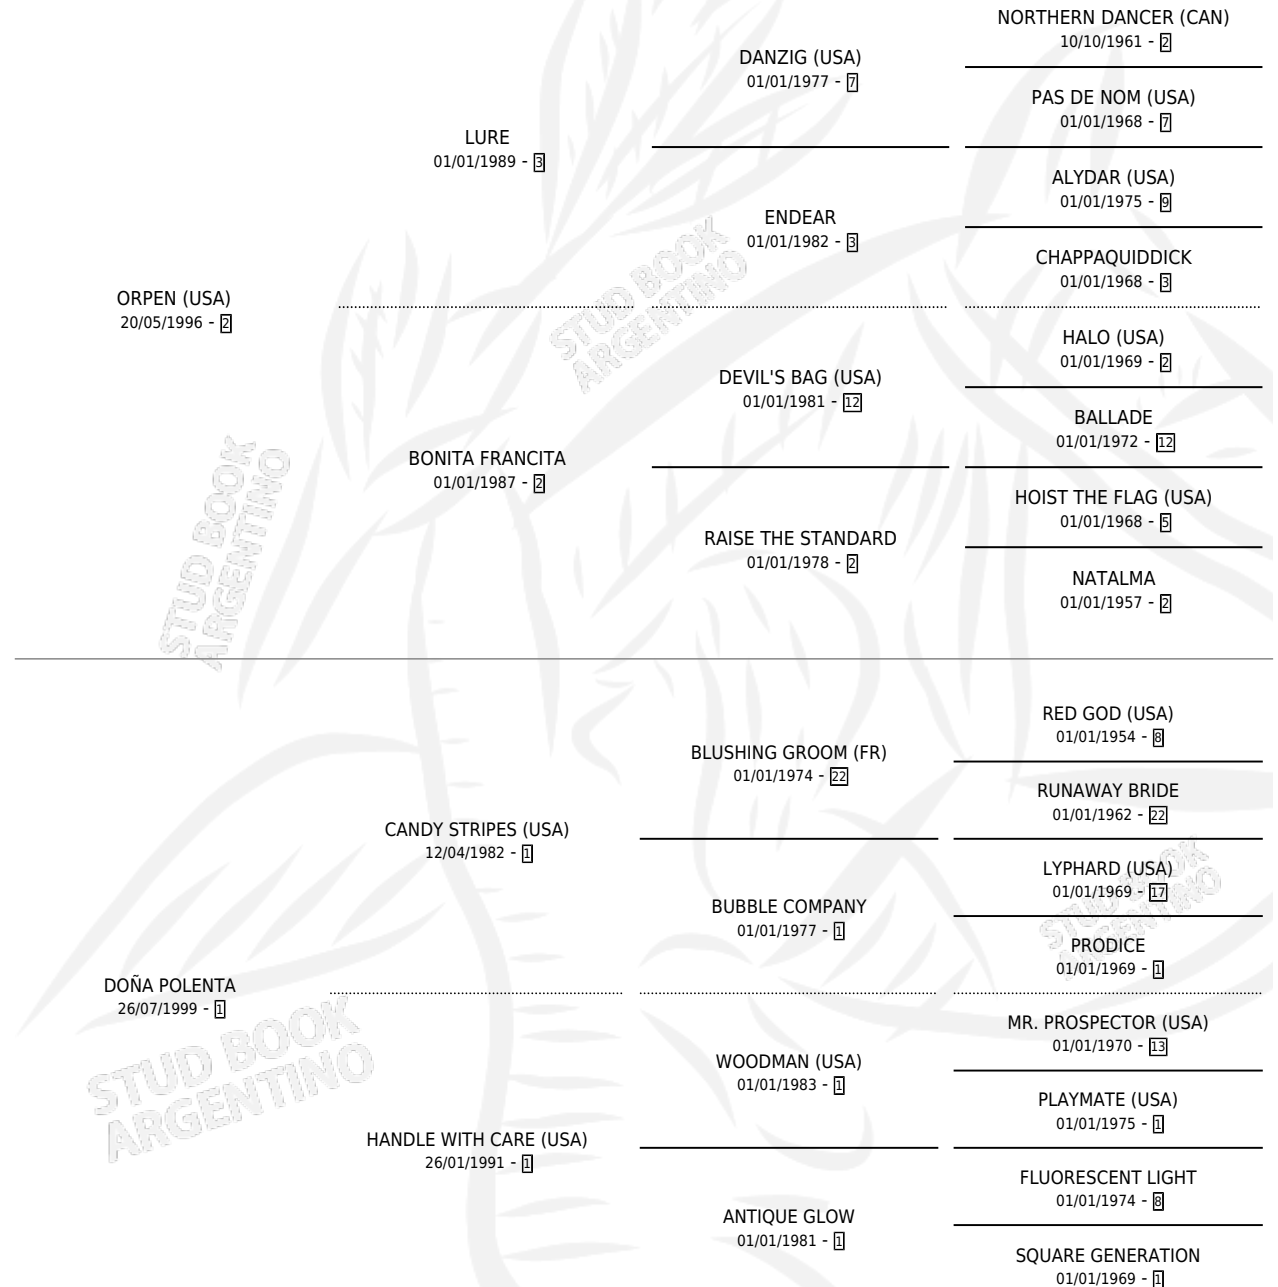 NORTHERN DANCER (CAN)
10/10/1961 - 2
DANZIG (USA)
01/01/1977 - 7
PAS DE NOM (USA)
01/01/1968 - 7
LURE
01/01/1989 - 3
ALYDAR (USA)
01/01/1975 - 9
ENDEAR
01/01/1982 - 3
CHAPPAQUIDDICK
01/01/1968 - 3
ORPEN (USA)
20/05/1996 - 2
HALO (USA)
01/01/1969 - 2
DEVIL'S BAG (USA)
01/01/1981 - 12
BALLADE
01/01/1972 - 12
BONITA FRANCITA
01/01/1987 - 2
HOIST THE FLAG (USA)
01/01/1968 - 5
RAISE THE STANDARD
01/01/1978 - 2
NATALMA
01/01/1957 - 2
RED GOD (USA)
01/01/1954 - 8
BLUSHING GROOM (FR)
01/01/1974 - 22
RUNAWAY BRIDE
01/01/1962 - 22
CANDY STRIPES (USA)
12/04/1982 - 1
LYPHARD (USA)
01/01/1969 - 17
BUBBLE COMPANY
01/01/1977 - 1
PRODICE
01/01/1969 - 1
DOÑA POLENTA
26/07/1999 - 1
MR. PROSPECTOR (USA)
01/01/1970 - 13
WOODMAN (USA)
01/01/1983 - 1
PLAYMATE (USA)
01/01/1975 - 1
HANDLE WITH CARE (USA)
26/01/1991 - 1
FLUORESCENT LIGHT
01/01/1974 - 8
ANTIQUE GLOW
01/01/1981 - 1
SQUARE GENERATION
01/01/1969 - 1
STUD BOOK
ARGENTINO
STUD BOOK
ARGENTINO
STUD BOOK
ARGENTINO
STUD BOOK
ARGENTINO